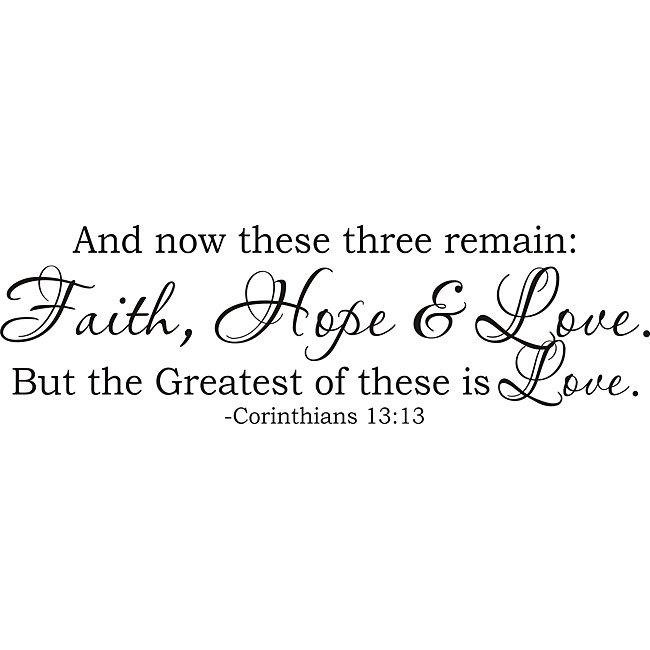 And now these three remain:
Faith, Hope & Love.
But the Greatest of these is Love.
-Corinthians 13:13